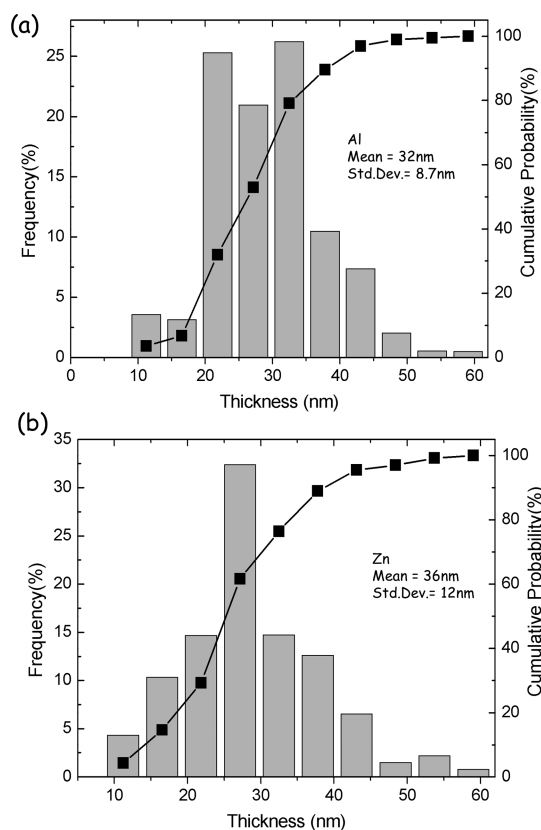 (a)
25
20
15
10
5
0
Frequency(%)
100
80
60
40
20
0
Cumulative Probability(%)
Al
Mean = 32nm
Std.Dev.= 8.7nm
0 10 20 30 40 50 60
Thickness (nm)
(b)
35
30
25
20
15
10
5
0
Frequency(%)
100
80
60
40
20
0
Cumulative Probability(%)
Zn
Mean = 36nm
Std.Dev.= 12nm
10 20 30 40 50 60
Thickness (nm)